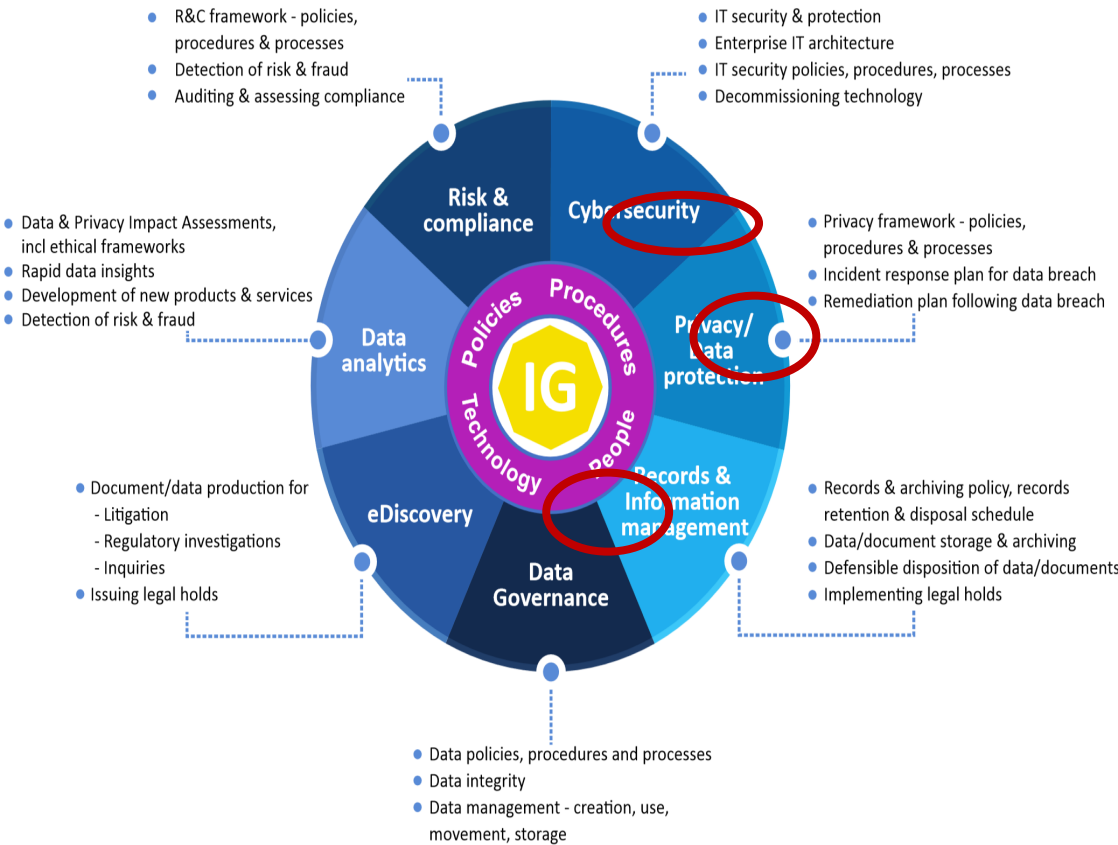 R&C framework - policies,
procedures & processes
Detection of risk & fraud
Auditing & assessing compliance
IT security & protection
Enterprise IT architecture
IT security policies, procedures, processes
Decommissioning technology
Risk &
compliance
Cybersecurity
Data & Privacy Impact Assessments,
incl ethical frameworks
Rapid data insights
Development of new products & services
Detection of risk & fraud
Privacy framework - policies,
procedures & processes
Incident response plan for data breach
Remediation plan following data breach
Data
analytics
Policies
Procedures
Technology
People
IG
Privacy/
Data
protection
Document/data production for
- Litigation
- Regulatory investigations
- Inquiries
Issuing legal holds
eDiscovery
Records &
Information
management
Records & archiving policy, records
retention & disposal schedule
Data/document storage & archiving
Defensible disposition of data/documents
Implementing legal holds
Data
Governance
Data policies, procedures and processes
Data integrity
Data management - creation, use,
movement, storage